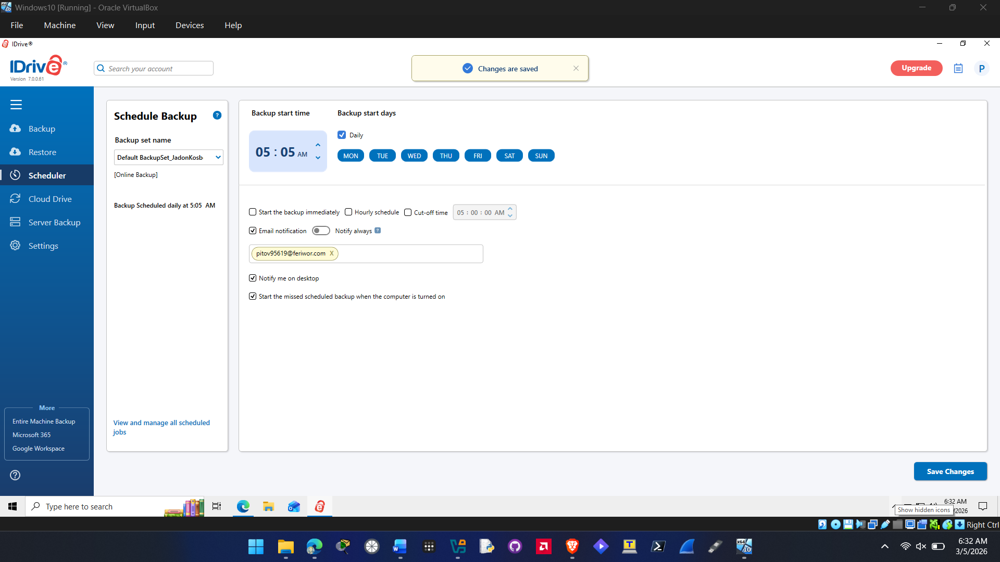 Windows10 [Running] - Oracle VirtualBox
File Machine View Input Devices Help
IDrive®
IDrive®
Version 7.0.0.61
Search your account
Changes are saved
Upgrade
P
Backup
Restore
Scheduler
Cloud Drive
Server Backup
Settings
More
Entire Machine Backup
Microsoft 365
Google Workspace
Schedule Backup
Backup set name
Default BackupSet_JadonKosb
[Online Backup]
Backup Scheduled daily at 5:05 AM
View and manage all scheduled
jobs
Backup start time
Backup start days
05 : 05 AM
Daily
MON TUE WED THU FRI SAT SUN
Start the backup immediately Hourly schedule Cut-off time 05 : 00 : 00 AM
Email notification Notify always ?
pitov95619@feriwor.com X
Notify me on desktop
Start the missed scheduled backup when the computer is turned on
Save Changes
Type here to search
6:32 AM
/2026
Show hidden icons
Right Ctrl
6:32 AM
3/5/2026